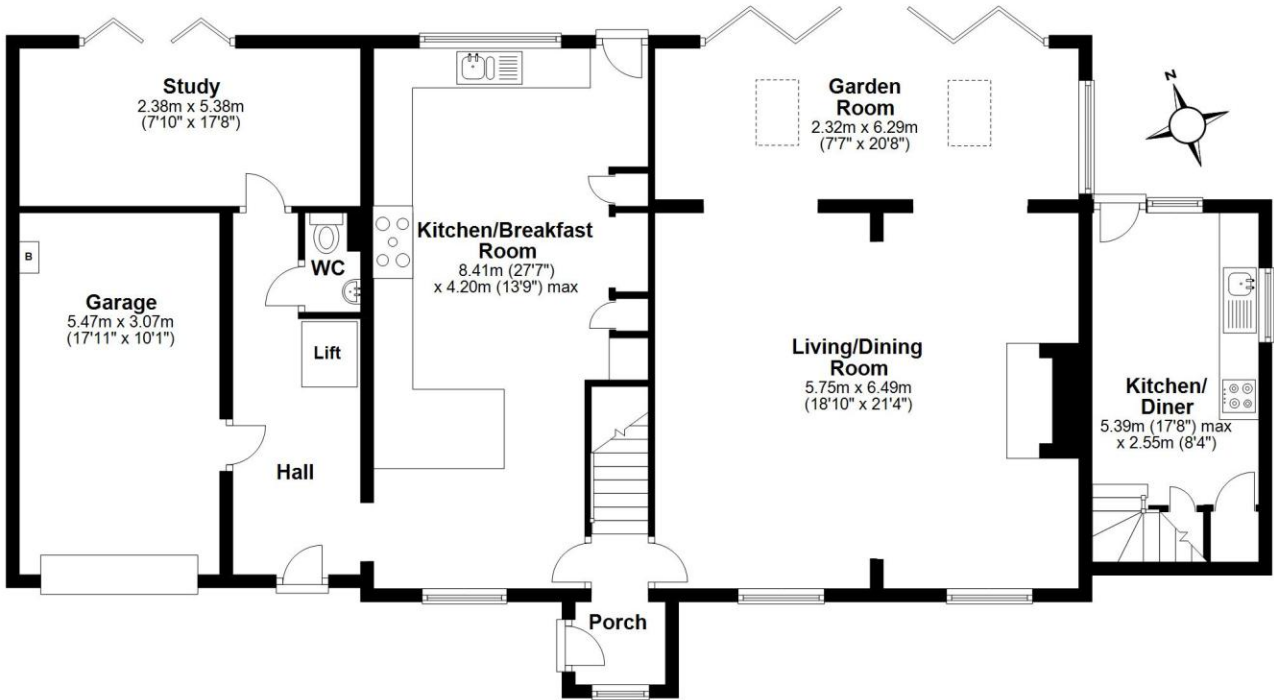 Study
2.38m x 5.38m
(7'10" x 17'8")
Garden
Room
2.32m x 6.29m
(7'7" x 20'8")
N
B
Garage
5.47m x 3.07m
(17'11" x 10'1")
WC
Lift
Hall
Kitchen/Breakfast
Room
8.41m (27'7")
x 4.20m (13'9") max
Living/Dining
Room
5.75m x 6.49m
(18'10" x 21'4")
Kitchen/
Diner
5.39m (17'8") max
x 2.55m (8'4")
Porch